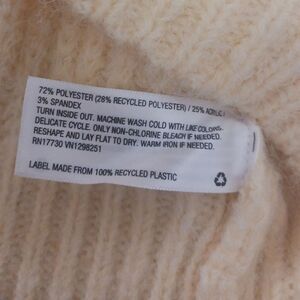 72% POLYESTER (28% RECYCLED POLYESTER) / 25% ACRYLIC /
3% SPANDEX
TURN INSIDE OUT. MACHINE WASH COLD WITH LIKE COLORS.
DELICATE CYCLE. ONLY NON-CHLORINE BLEACH IF NEEDED.
RESHAPE AND LAY FLAT TO DRY. WARM IRON IF NEEDED.
RN17730 VN1298251
LABEL MADE FROM 100% RECYCLED PLASTIC